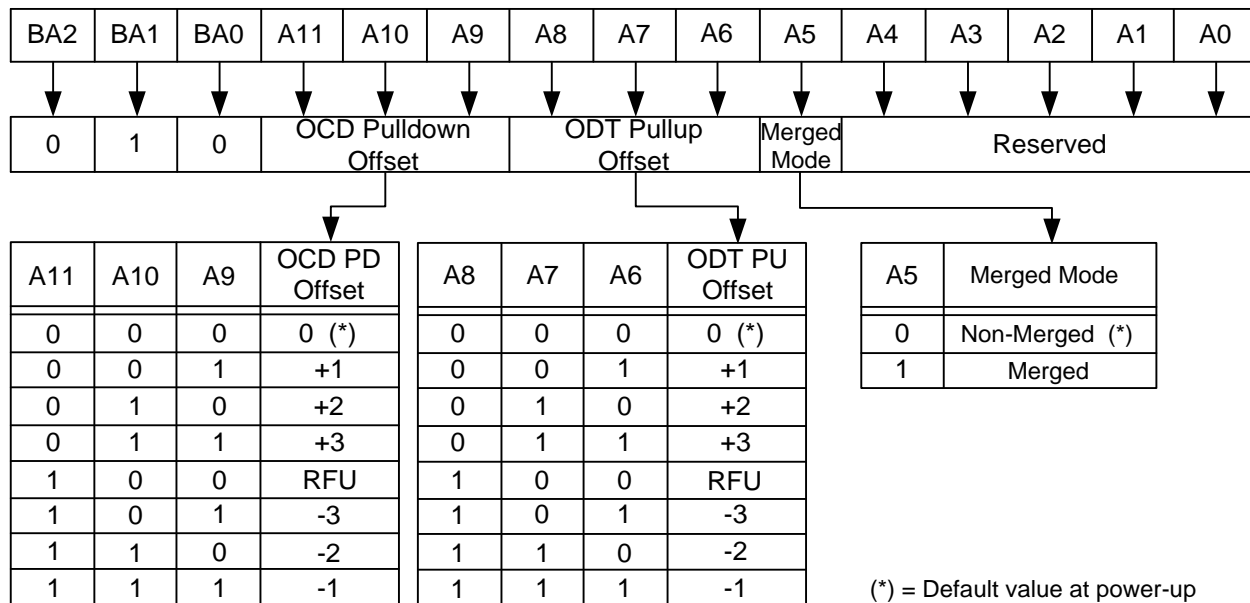 BA2 BA1 BA0 A11 A10 A9 A8 A7 A6 A5 A4 A3 A2 A1 A0
0 1 0 OCD Pulldown Offset ODT Pullup Offset Merged Mode Reserved
A11 A10 A9 OCD PD Offset
0 0 0 0 (*)
0 0 1 +1
0 1 0 +2
0 1 1 +3
1 0 0 RFU
1 0 1 -3
1 1 0 -2
1 1 1 -1
A8 A7 A6 ODT PU Offset
0 0 0 0 (*)
0 0 1 +1
0 1 0 +2
0 1 1 +3
1 0 0 RFU
1 0 1 -3
1 1 0 -2
1 1 1 -1
A5 Merged Mode
0 Non-Merged (*)
1 Merged
(*) = Default value at power-up